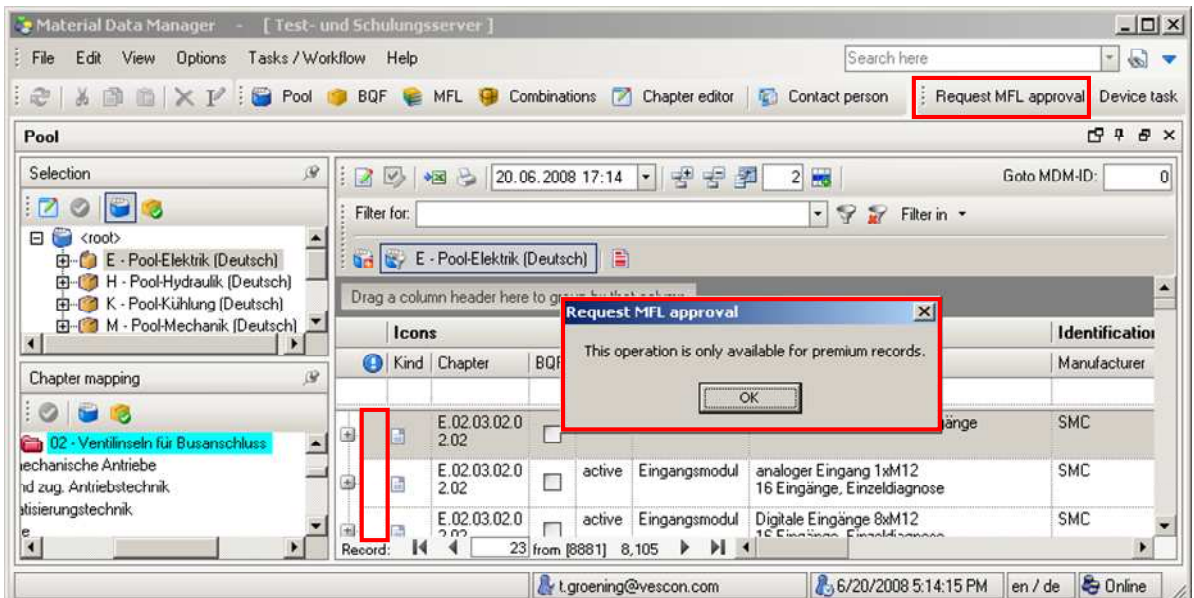 Material Data Manager - [ Test- und Schulungsserver ]
File Edit View Options Tasks / Workflow Help Search here
Pool BQF MFL Combinations Chapter editor Contact person Request MFL approval Device task
Pool
Selection
20.06.2008 17:14 2 Goto MDM-ID: 0
Filter for: Filter in
<root>
E - Pool-Elektrik (Deutsch)
H - Pool-Hydraulik (Deutsch)
K - Pool-Kühlung (Deutsch)
M - Pool-Mechanik (Deutsch)
E - Pool-Elektrik (Deutsch)
Drag a column header here to group by that column
Request MFL approval
This operation is only available for premium records.
OK
Icons Identification
Kind Chapter BQF Manufacturer
Chapter mapping
02 - Ventilinseln für Busanschluss
echanische Antriebe
nd zug. Antriebstechnik
atisierungstechnik
e
E.02.03.02.0
2.02
gänge SMC
E.02.03.02.0
2.02
active Eingangsmodul analoger Eingang 1xM12
16 Eingänge, Einzeldiagnose
SMC
E.02.03.02.0
2.02
active Eingangsmodul Digitale Eingänge 8xM12
16 Eingänge, Einzeldiagnose
SMC
Record: 23 from [8881] 8,105
t.groening@vescon.com 6/20/2008 5:14:15 PM en / de Online